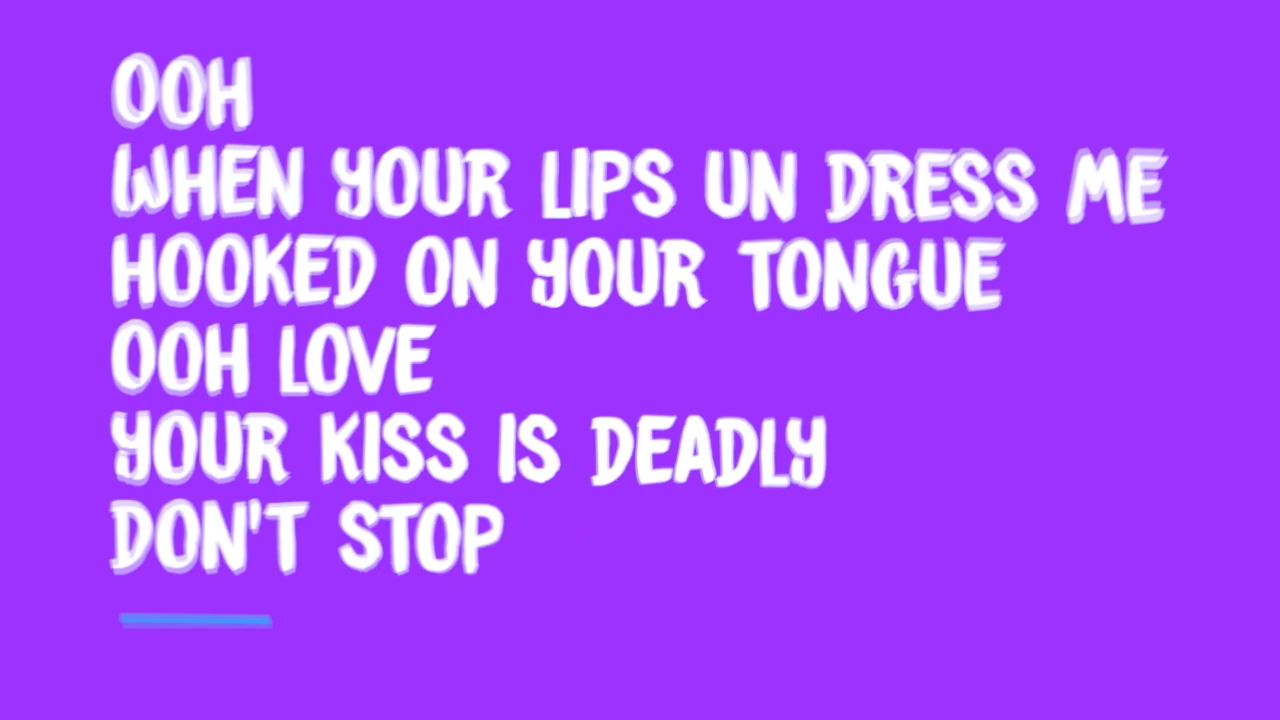 OOH
WHEN YOUR LIPS UN DRESS ME
HOOKED ON YOUR TONGUE
OOH LOVE
YOUR KISS IS DEADLY
DON'T STOP